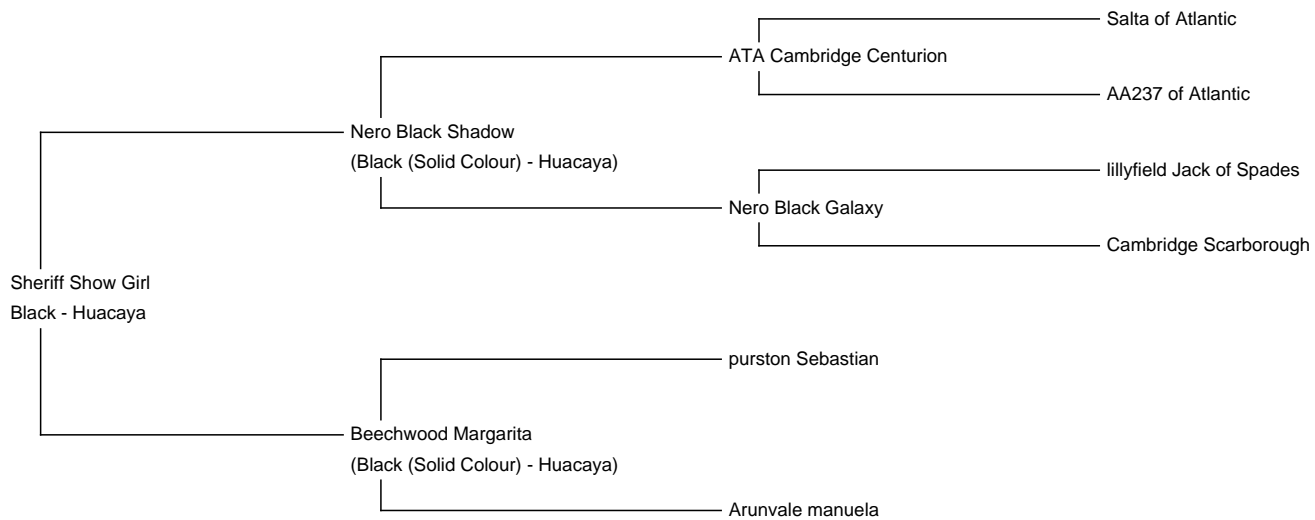 Salta of Atlantic
ATA Cambridge Centurion
AA237 of Atlantic
Nero Black Shadow
(Black (Solid Colour) - Huacaya)
lillyfield Jack of Spades
Nero Black Galaxy
Cambridge Scarborough
Sheriff Show Girl
Black - Huacaya
purston Sebastian
Beechwood Margarita
(Black (Solid Colour) - Huacaya)
Arunvale manuela